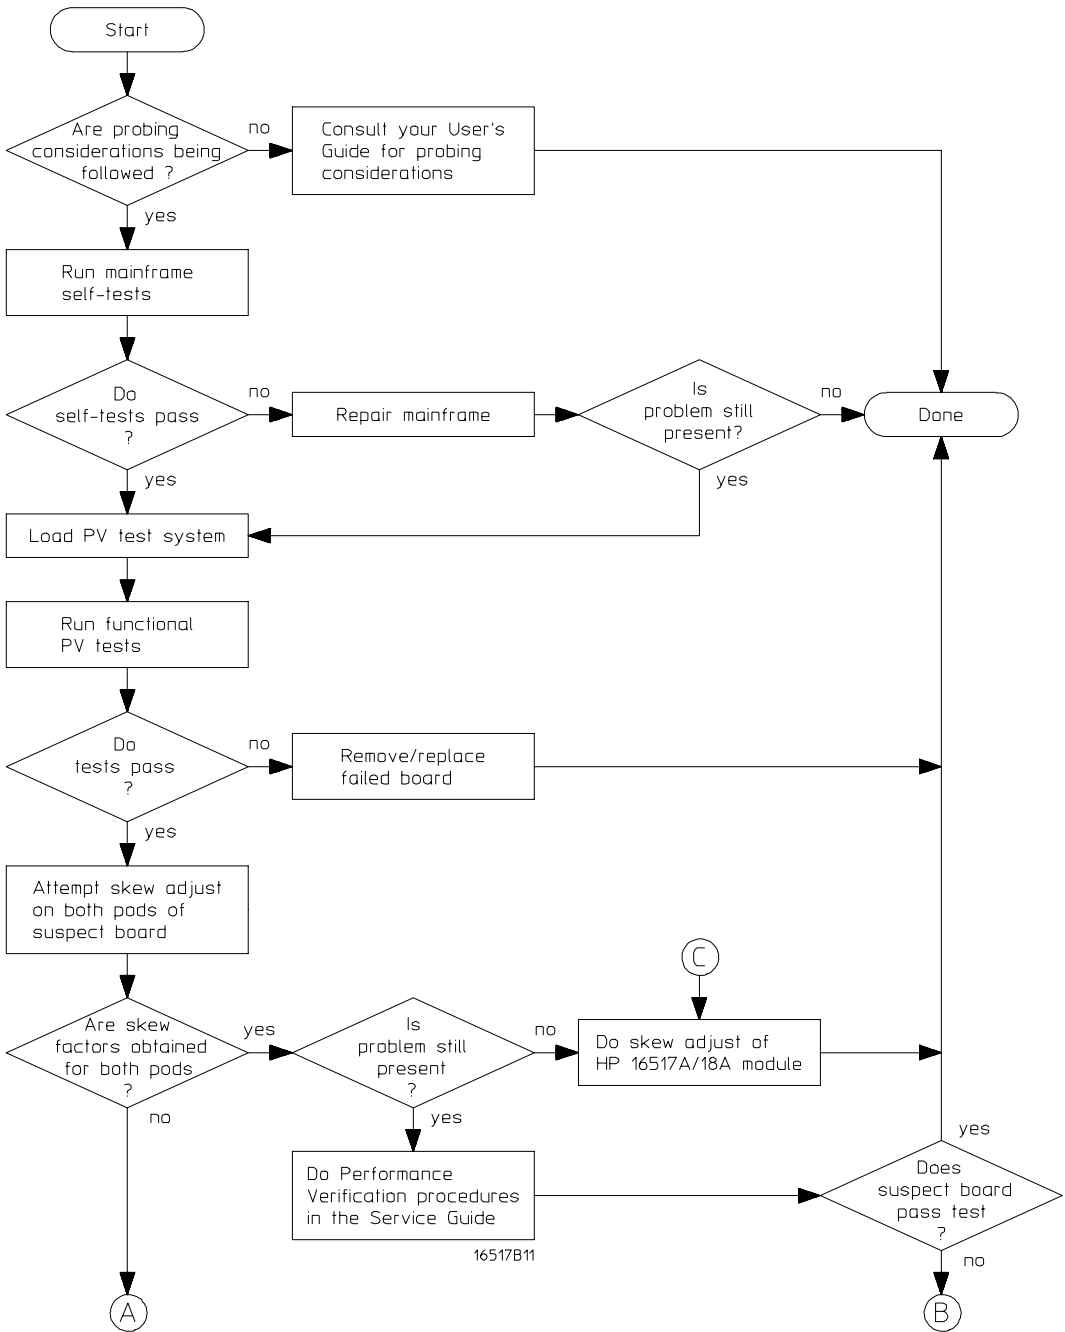 Start
Are probing
considerations being
followed ?
no
Consult your User's
Guide for probing
considerations
yes
Run mainframe
self-tests
Do
self-tests pass
?
no
Repair mainframe
Is
problem still
present?
no
Done
yes
yes
Load PV test system
Run functional
PV tests
Do
tests pass
?
no
Remove/replace
failed board
yes
Attempt skew adjust
on both pods of
suspect board
C
Are skew
factors obtained
for both pods
?
yes
Is
problem still
present
?
no
Do skew adjust of
HP 16517A/18A module
no
yes
yes
Do Performance
Verification procedures
in the Service Guide
Does
suspect board
pass test
?
16517B11
no
A
B